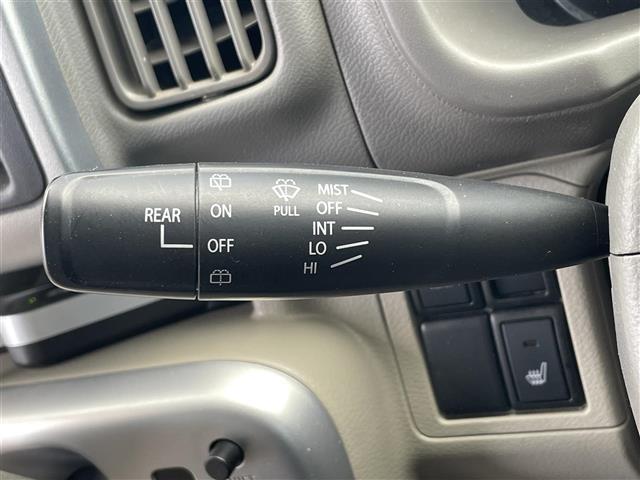 REAR
ON
OFF
PULL
MIST
OFF
INT
LO
HI